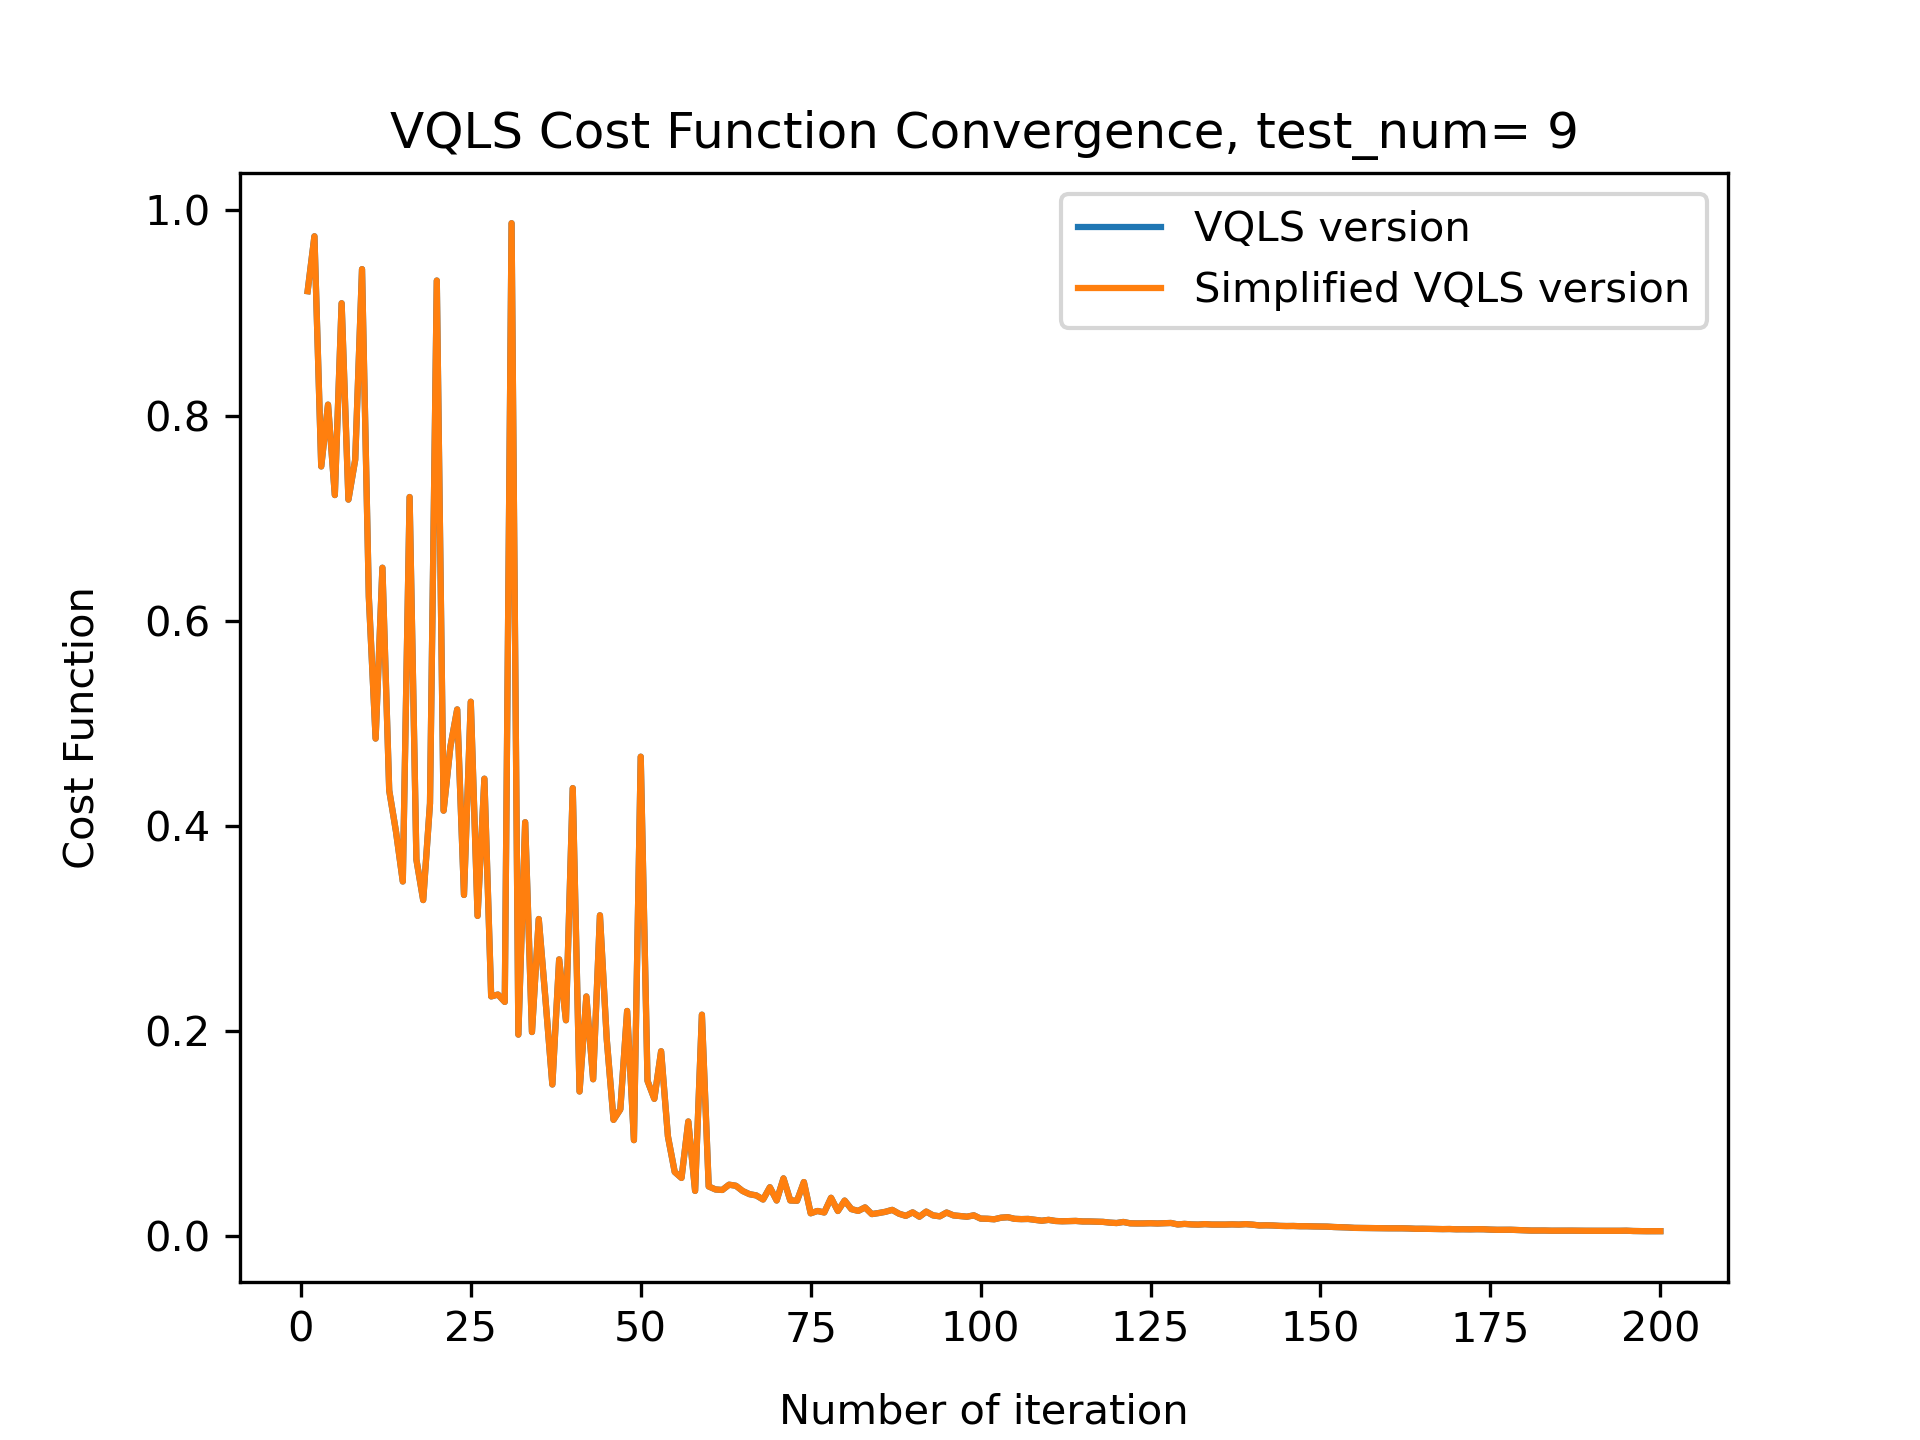 VQLS Cost Function Convergence, test_num= 9
VQLS version
Simplified VQLS version
1.0
0.8
0.6
0.4
0.2
0.0
Cost Function
0 25 50 75 100 125 150 175 200
Number of iteration